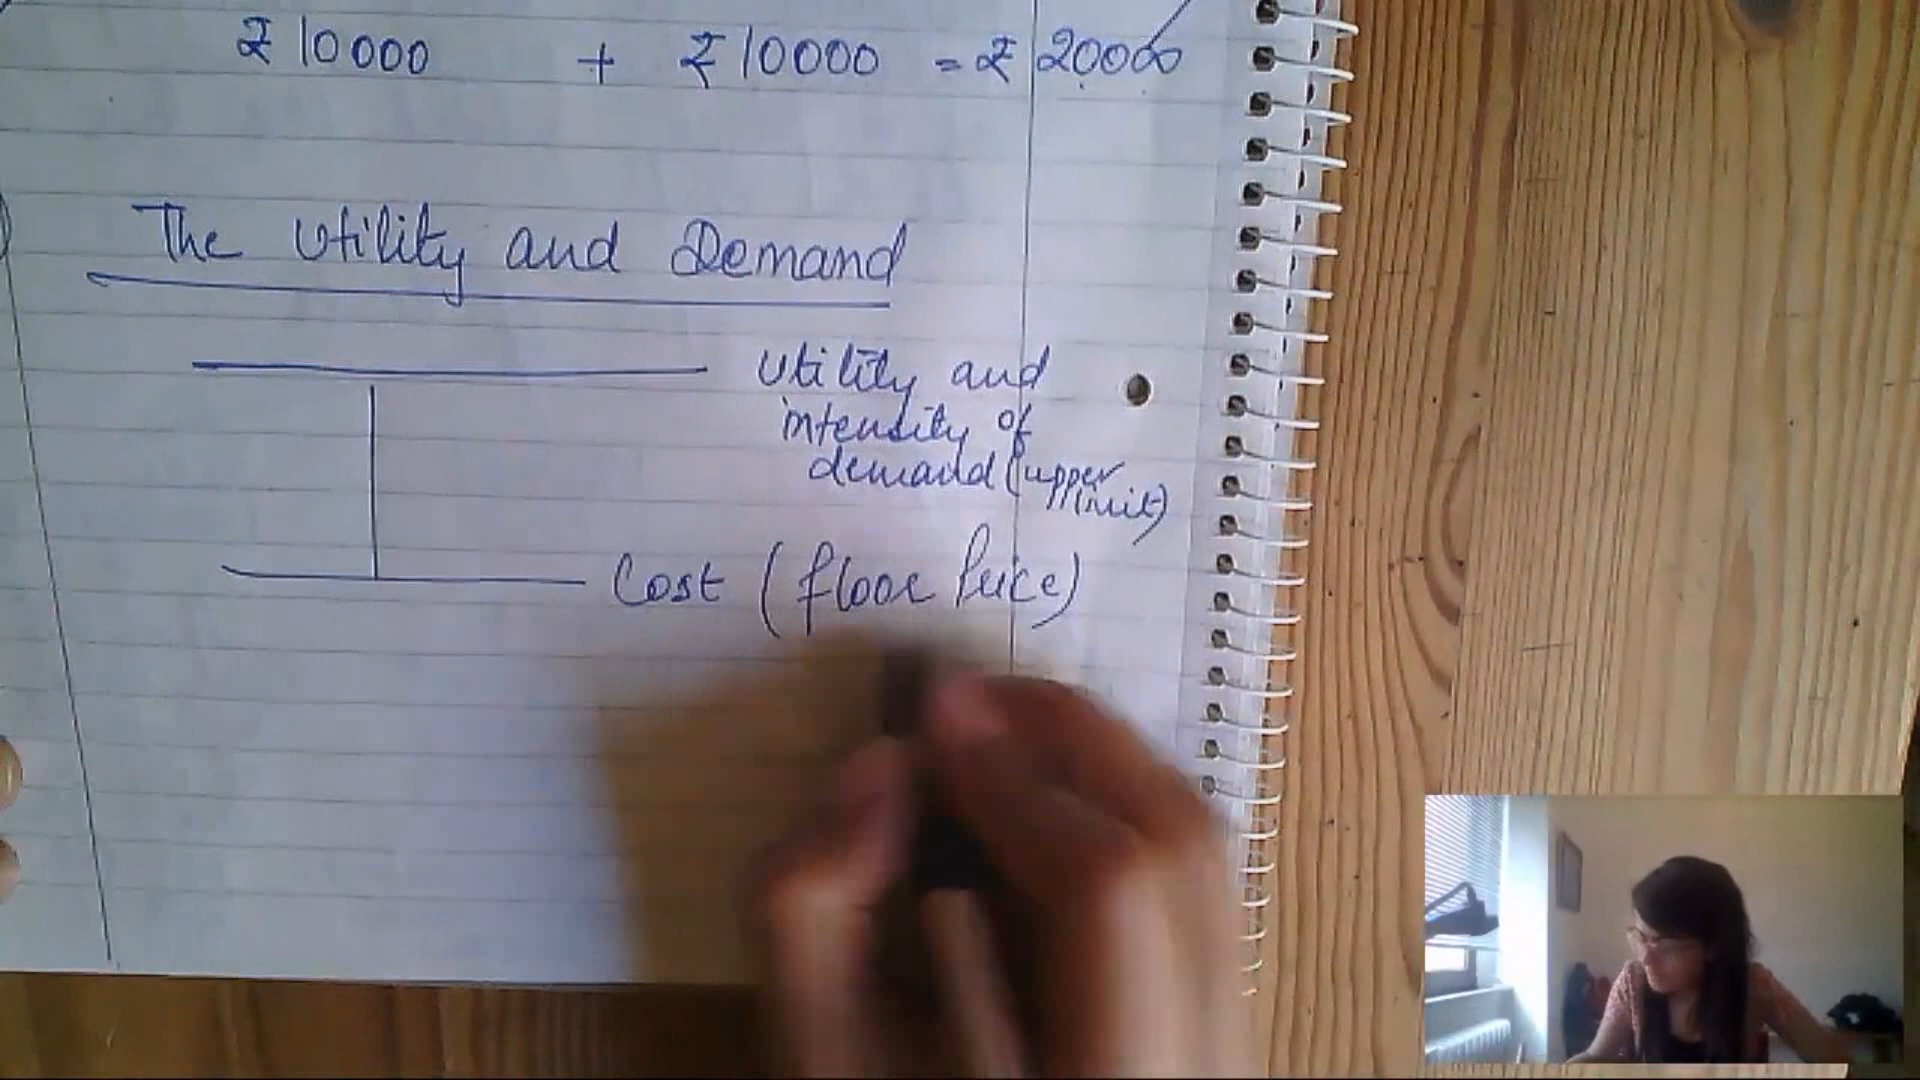 ₹ 10000 + ₹ 10000 = ₹ 20000
The Utility and Demand
Utility and
intensity of
demand (upper
limit)
Cost (floor Price)